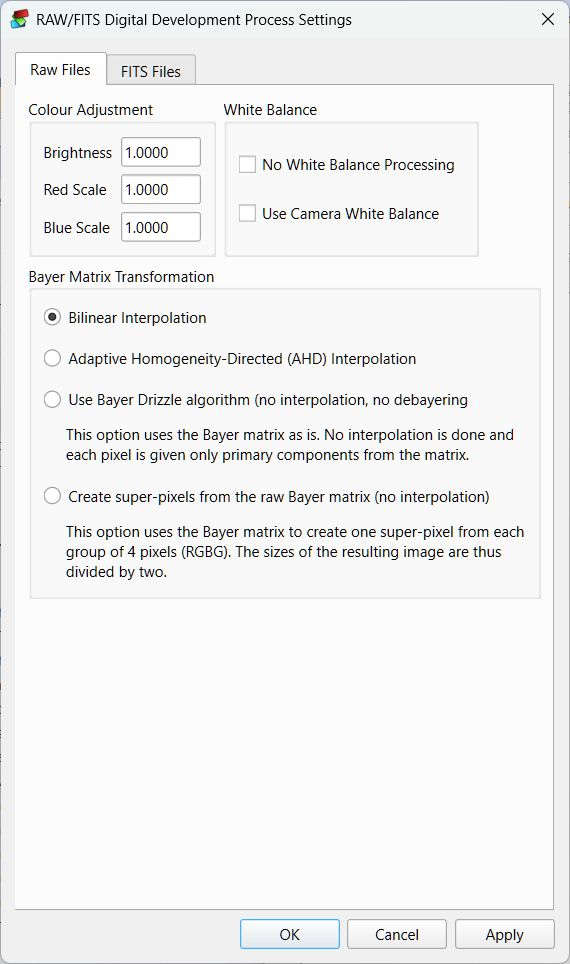 RAW/FITS Digital Development Process Settings
Raw Files
FITS Files
Colour Adjustment
White Balance
Brightness 1.0000
Red Scale 1.0000
Blue Scale 1.0000
No White Balance Processing
Use Camera White Balance
Bayer Matrix Transformation
Bilinear Interpolation
Adaptive Homogeneity-Directed (AHD) Interpolation
Use Bayer Drizzle algorithm (no interpolation, no debayering
This option uses the Bayer matrix as is. No interpolation is done and
each pixel is given only primary components from the matrix.
Create super-pixels from the raw Bayer matrix (no interpolation)
This option uses the Bayer matrix to create one super-pixel from each
group of 4 pixels (RGBG). The sizes of the resulting image are thus
divided by two.
OK
Cancel
Apply